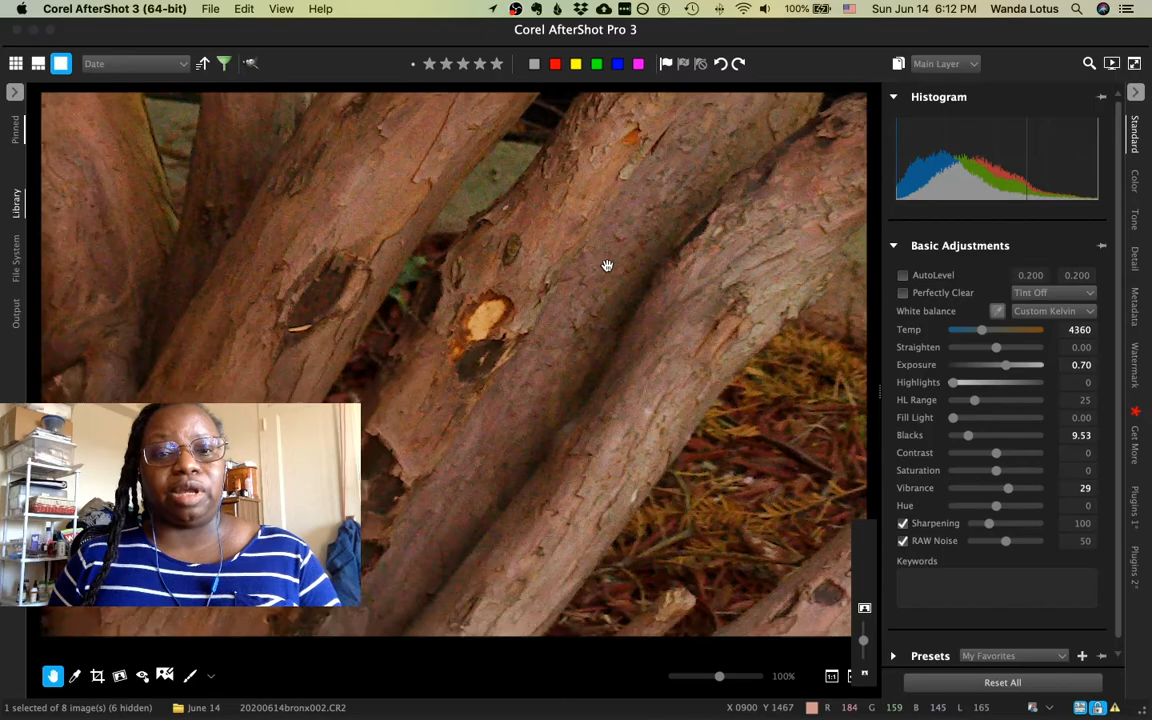 Corel AfterShot 3 (64-bit) File Edit View Help 100% Sun Jun 14 6:12 PM Wanda Lotus
Corel AfterShot Pro 3
Date Main Layer
Histogram
Basic Adjustments
AutoLevel 0.200 0.200
Perfectly Clear Tint Off
White balance Custom Kelvin
Temp 4360
Straighten 0.00
Exposure 0.70
Highlights 0
HL Range 25
Fill Light 0.00
Blacks 9.53
Contrast 0
Saturation 0
Vibrance 29
Hue 0
Sharpening 100
RAW Noise 50
Keywords
Presets My Favorites
Reset All
Pinned
Library
File System
Output
Standard
Color
Tone
Detail
Metadata
Watermark
Get More
Plugins 1*
Plugins 2*
100% 1:1
1 selected of 8 image(s) (6 hidden) June 14 20200614bronx002.CR2 X 0900 Y 1467 R 184 G 159 B 145 L 165